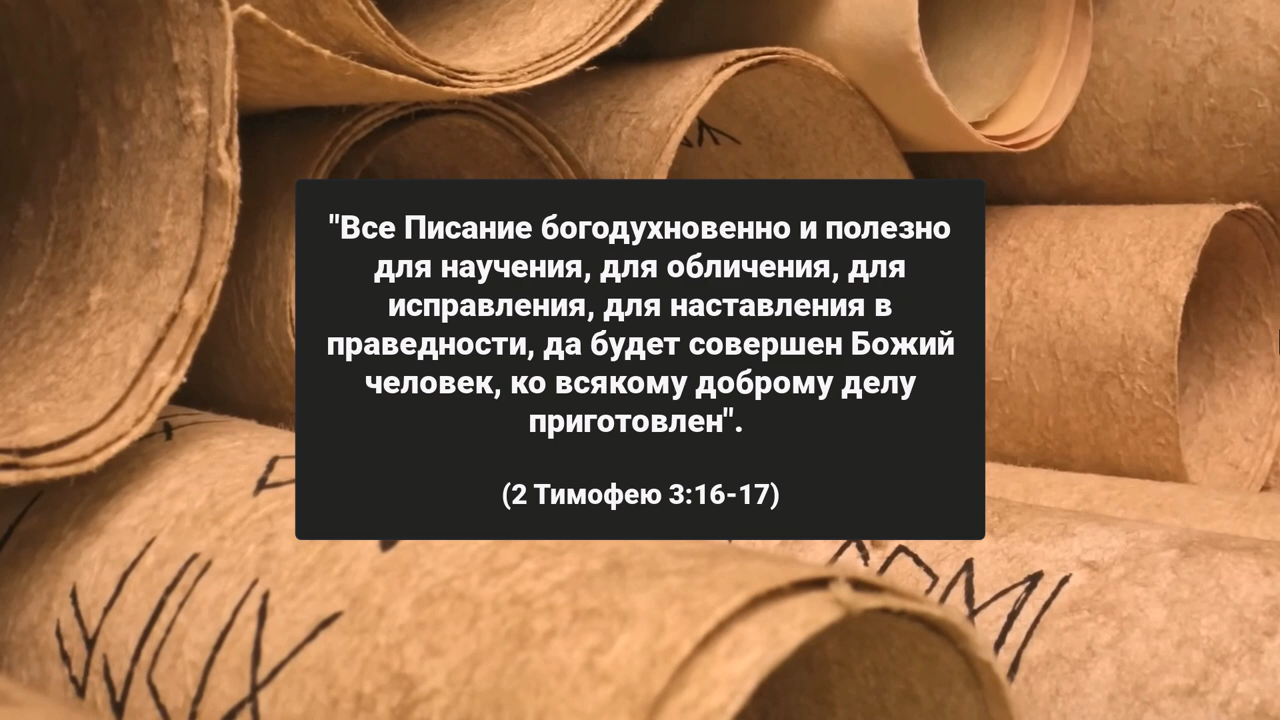 "Все Писание богодухновенно и полезно
для научения, для обличения, для
исправления, для наставления в
праведности, да будет совершен Божий
человек, ко всякому доброму делу
приготовлен".
(2 Тимофею 3:16-17)